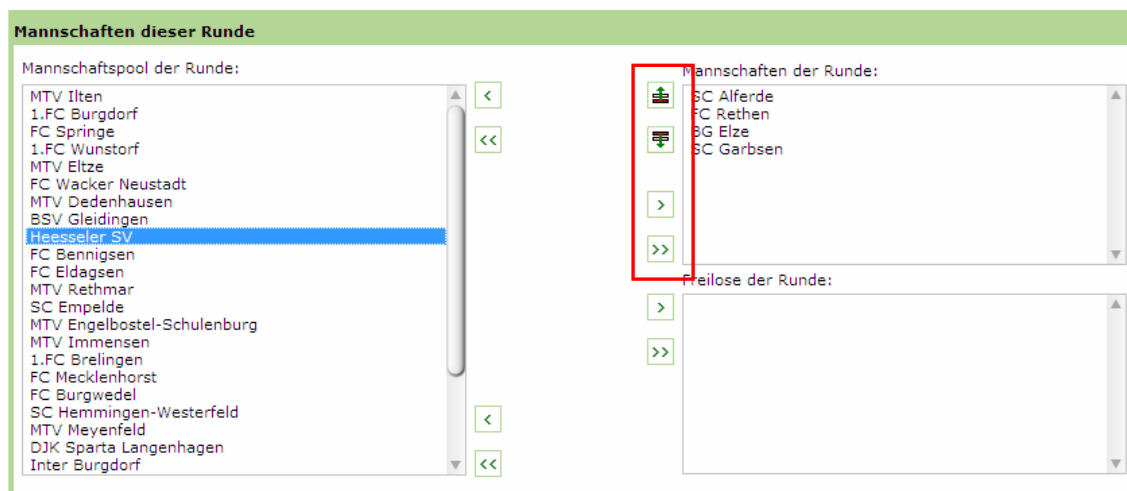 Mannschaften dieser Runde
Mannschaftspool der Runde:
MTV Ilten
1.FC Burgdorf
FC Springe
1.FC Wunstorf
MTV Eltze
FC Wacker Neustadt
MTV Dedenhausen
BSV Gleidingen
Heesseler SV
FC Bennigsen
FC Eldagsen
MTV Rethmar
SC Empelde
MTV Engelbostel-Schulenburg
MTV Immensen
1.FC Brelingen
FC Mecklenhorst
FC Burgwedel
SC Hemmingen-Westerfeld
MTV Meyenfeld
DJK Sparta Langenhagen
Inter Burgdorf
<
<<
<
<<
>
>>
Mannschaften der Runde:
SC Alferde
FC Rethen
BG Elze
SC Garbsen
Freilose der Runde:
>
>>